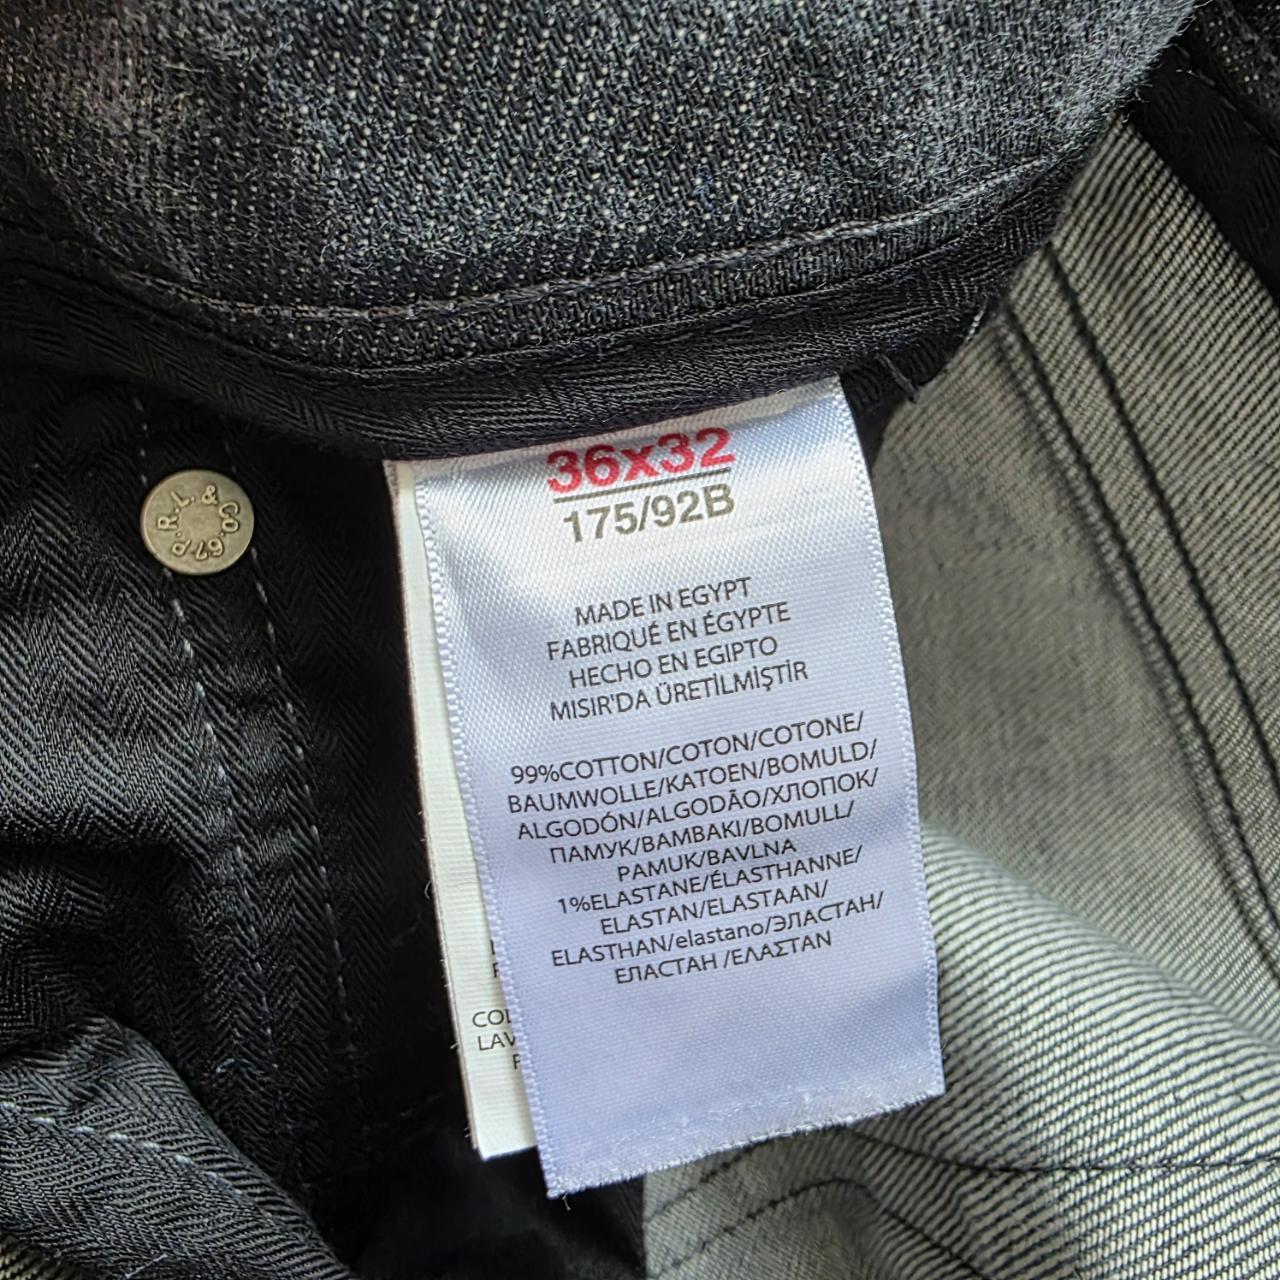 36x32
175/92B
MADE IN EGYPT
FABRIQUÉ EN ÉGYPTE
HECHO EN EGIPTO
MISIR'DA ÜRETİLMİŞTİR
99%COTTON/COTON/COTONE/
BAUMWOLLE/KATOEN/BOMULD/
ALGODÓN/ALGODÃO/ХЛОПОК/
ПАМУК/BAMBAKI/BOMULL/
PAMUK/BAVLNA
1%ELASTANE/ÉLASTHANNE/
ELASTAN/ELASTAAN/
ELASTHAN/elastano/ЭЛАСТАН/
ЕЛАСТАН /ΕΛΑΣΤΑΝ
P.R.L. & CO. 67
COL
LAV